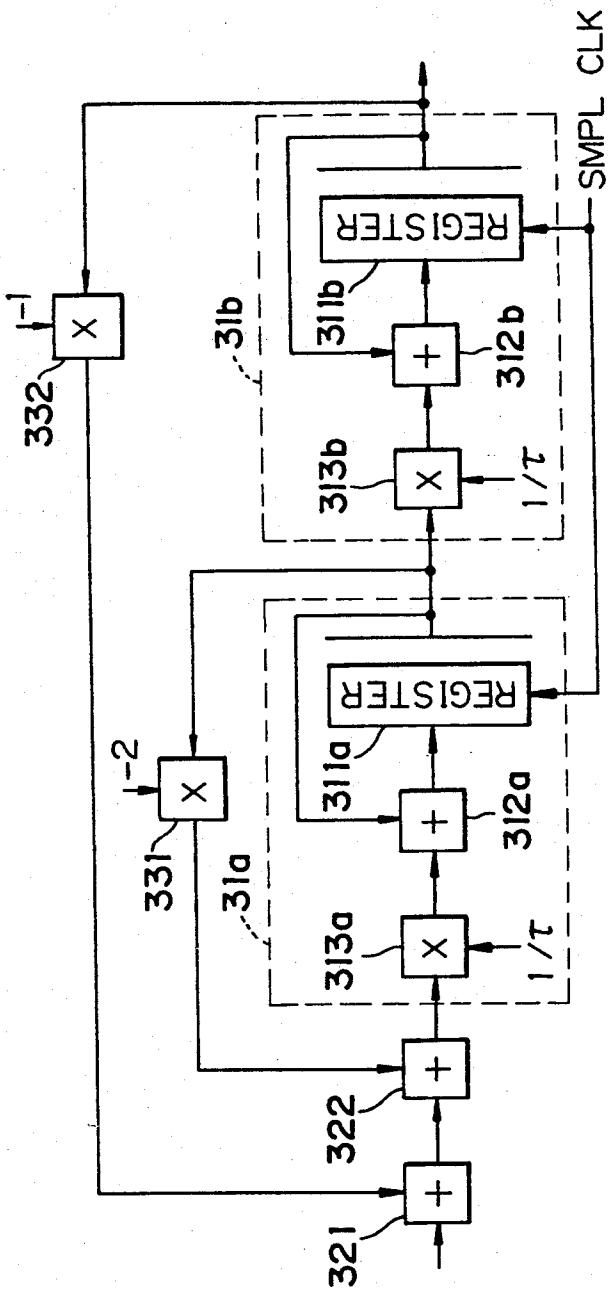 -1
X
332
-2
X
331
31b
31a
REGISTER
311b
+
312b
313b
X
1/τ
REGISTER
311a
+
312a
313a
X
1/τ
322
+
321
+
SMPL CLK